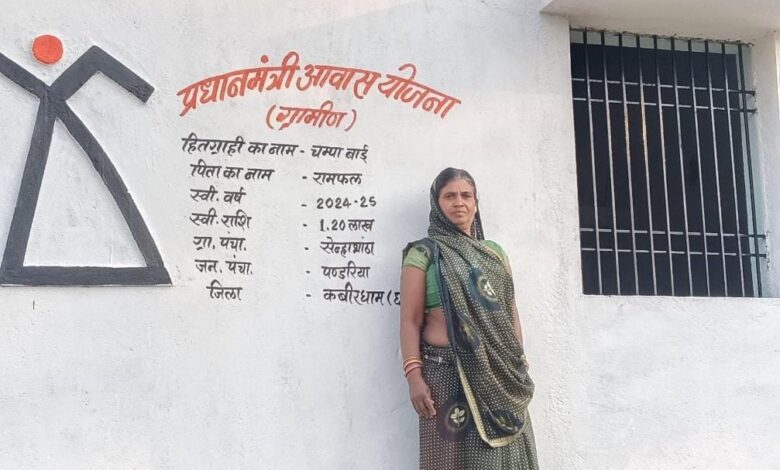 प्रधानमंत्री आवास योजना
(ग्रामीण)
हितग्राही का नाम - चम्पा बाई
पिता का नाम - रामफल
स्वी. वर्ष - 2024-25
स्वी. राशि - 1.20 लाख
ग्रा. पंचा. -
जन. पंचा. - पण्डरिया
जिला - कबीरधाम (छ